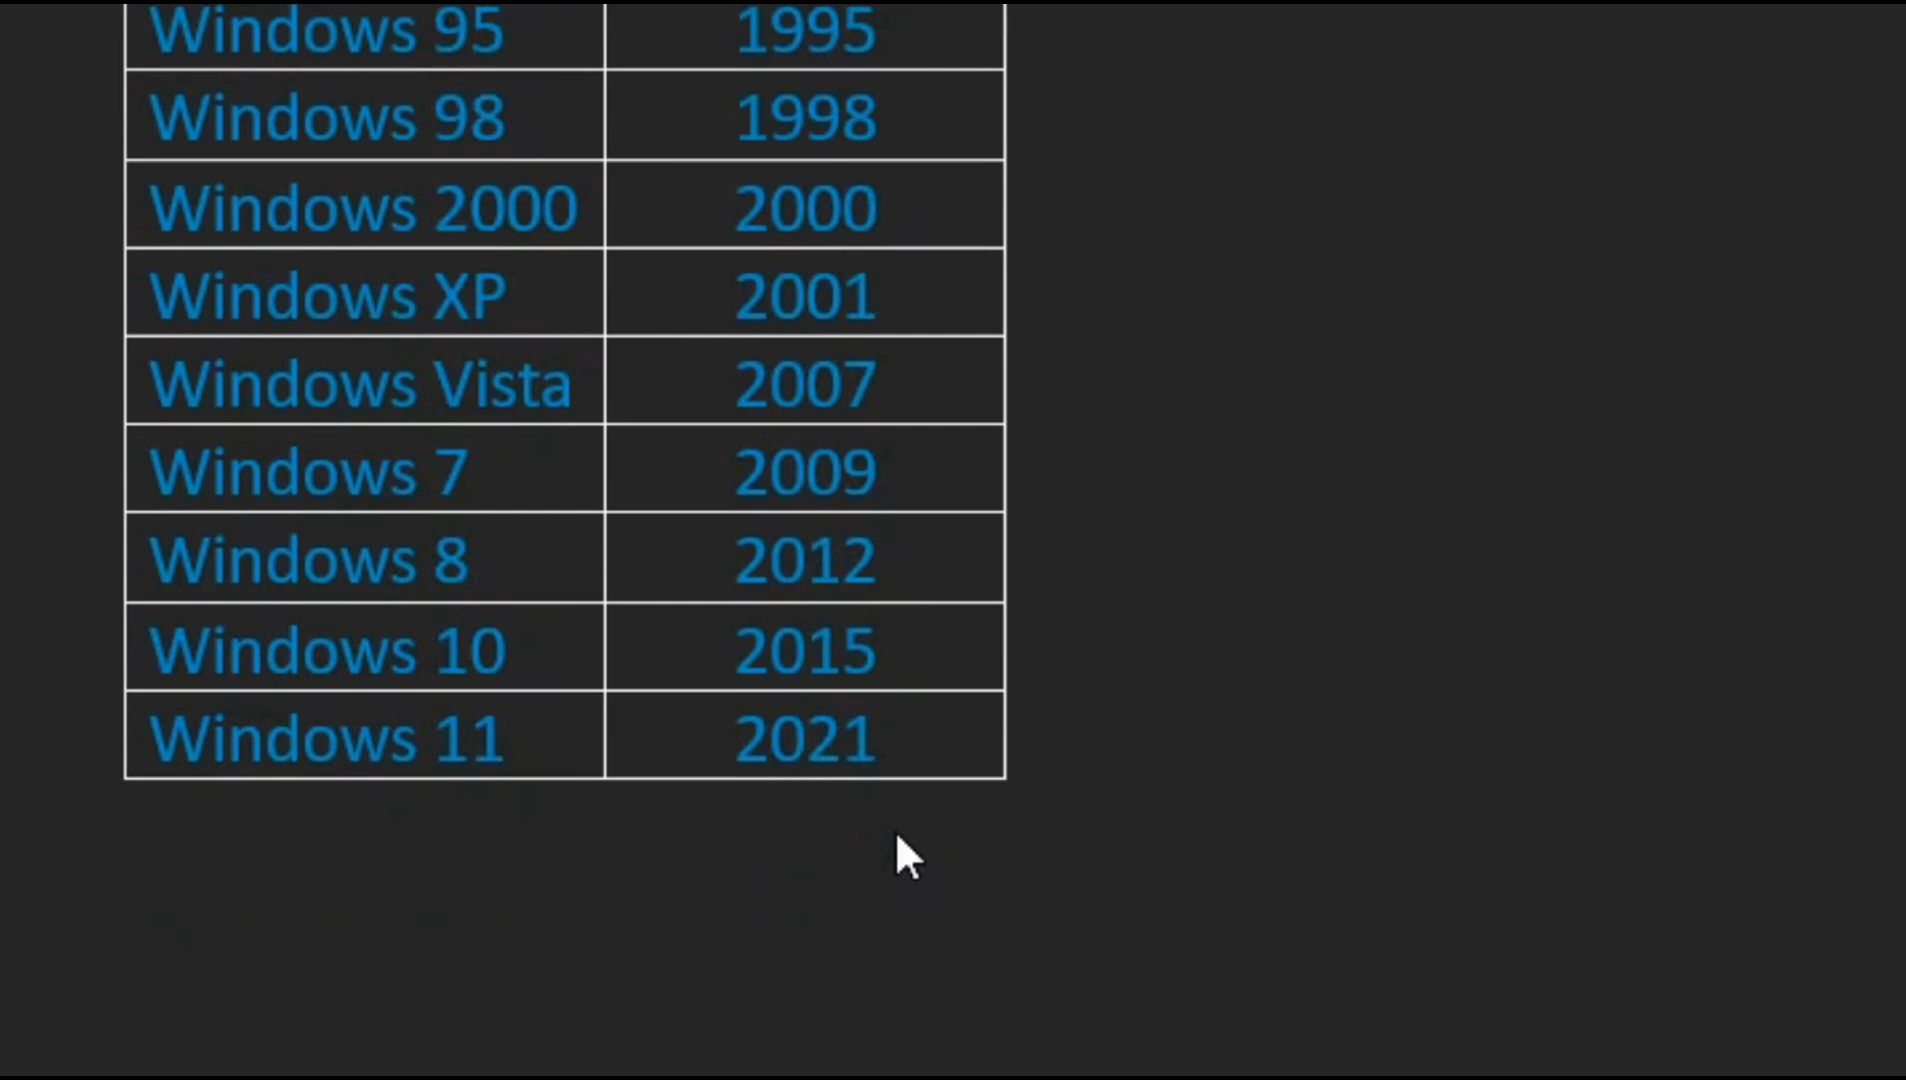 Windows 95 1995
Windows 98 1998
Windows 2000 2000
Windows XP 2001
Windows Vista 2007
Windows 7 2009
Windows 8 2012
Windows 10 2015
Windows 11 2021